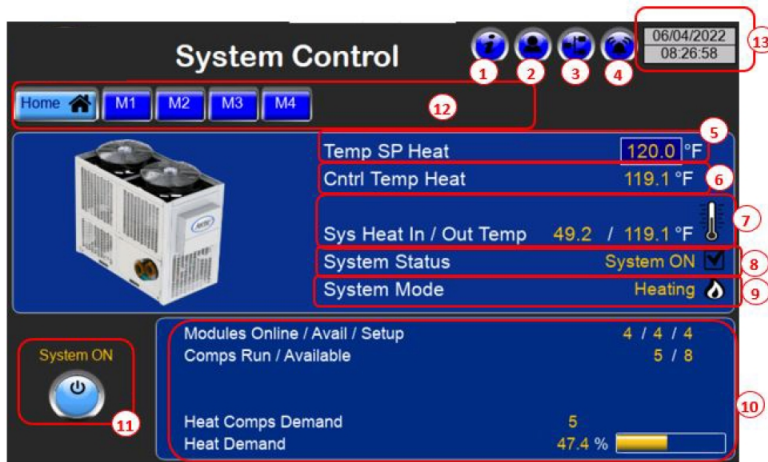 System Control
06/04/2022
08:26:58
13
1
2
3
4
Home M1 M2 M3 M4
12
5
Temp SP Heat 120.0 °F
Cntrl Temp Heat 119.1 °F
6
7
Sys Heat In / Out Temp 49.2 / 119.1 °F
System Status System ON
8
System Mode Heating
9
Modules Online / Avail / Setup 4 / 4 / 4
System ON
Comps Run / Available 5 / 8
10
11
Heat Comps Demand 5
Heat Demand 47.4 %